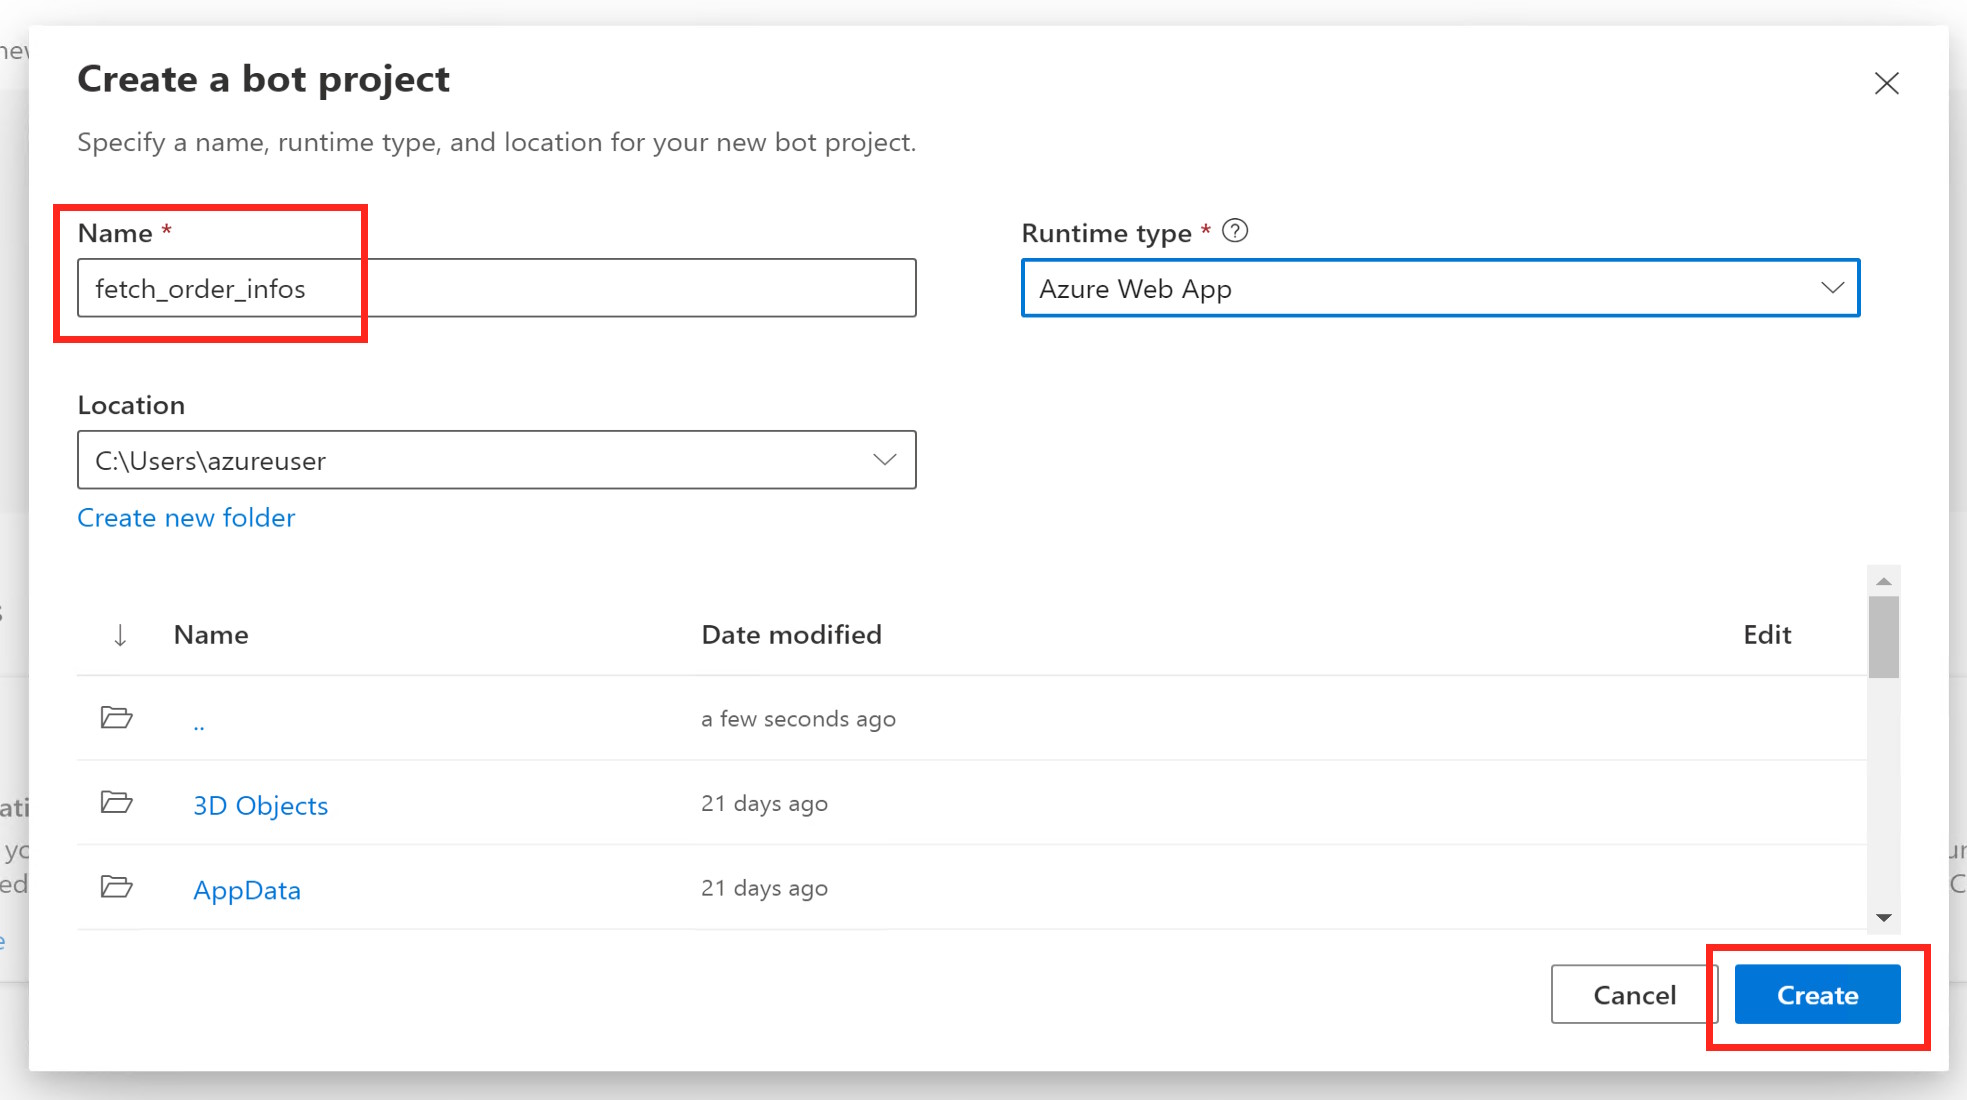 Create a bot project
Specify a name, runtime type, and location for your new bot project.
Name *
fetch_order_infos
Runtime type * ?
Azure Web App
Location
C:\Users\azureuser
Create new folder
↓ Name Date modified Edit
.. a few seconds ago
3D Objects 21 days ago
AppData 21 days ago
Cancel Create